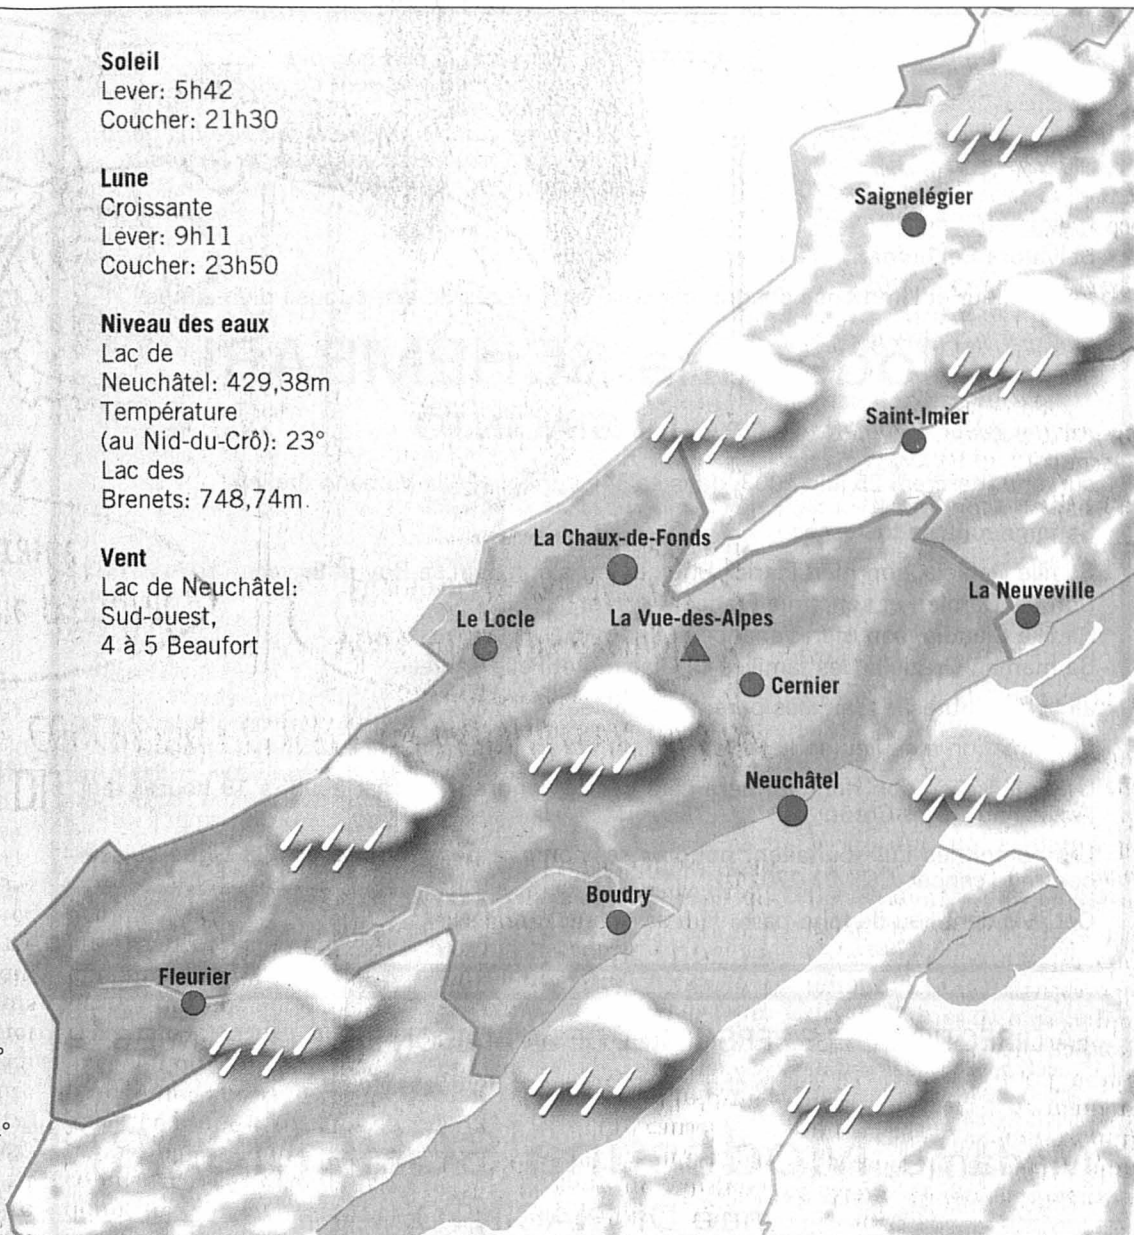 Soleil
Lever: 5h42
Coucher: 21h30
Lune
Croissante
Lever: 9h11
Coucher: 23h50
Niveau des eaux
Lac de
Neuchâtel: 429,38m
Température
(au Nid-du-Crô): 23°
Lac des
Brenets: 748,74m
Vent
Lac de Neuchâtel:
Sud-ouest,
4 à 5 Beaufort
Saignelégier
Saint-Imier
La Chaux-de-Fonds
La Neuveville
Le Locle
La Vue-des-Alpes
Cernier
Neuchâtel
Boudry
Fleurier